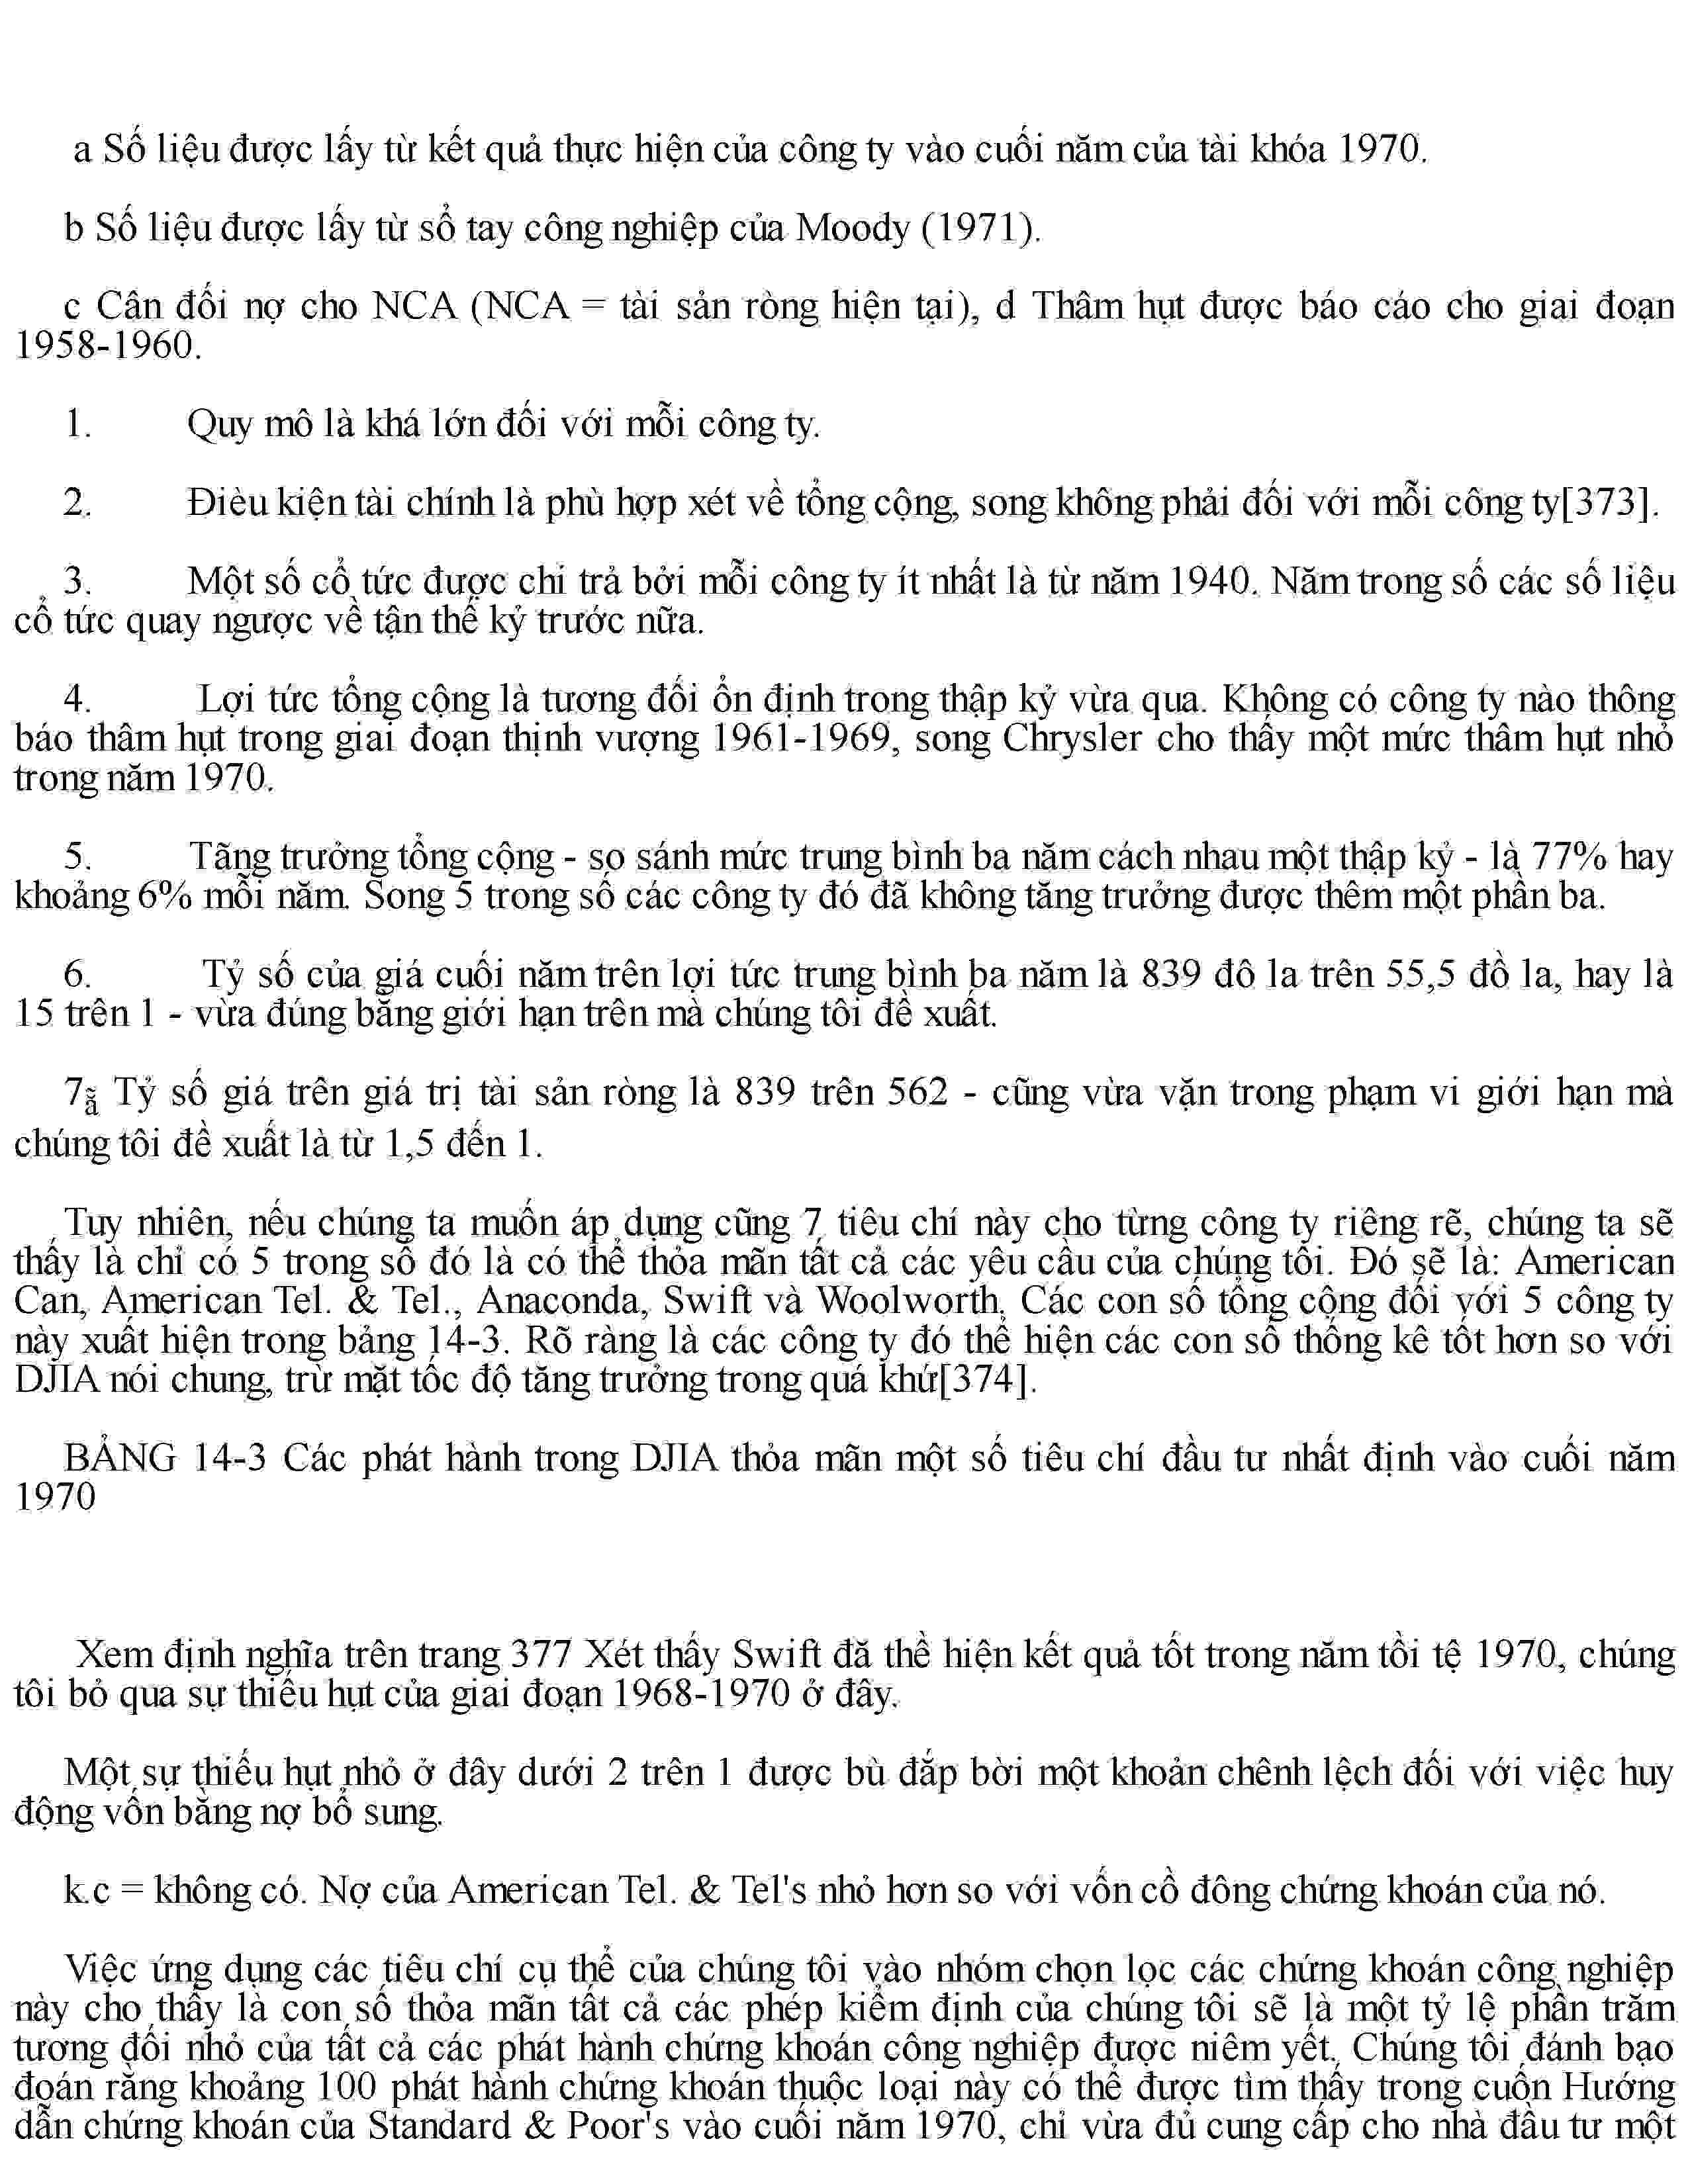 a Số liệu được lấy từ kết quả thực hiện của công ty vào cuối năm của tài khóa 1970.
b Số liệu được lấy từ sổ tay công nghiệp của Moody (1971).
c Cân đối nợ cho NCA (NCA = tài sản ròng hiện tại), d Thâm hụt được báo cáo cho giai đoạn
1958-1960.
1. Quy mô là khá lớn đối với mỗi công ty.
2. Đièu kiện tài chính là phù hợp xét về tổng cộng, song không phải đối với mỗi công ty[373].
3. Một số cổ tức được chi trả bởi mỗi công ty ít nhất là từ năm 1940. Năm trong số các số liệu
cổ tức quay ngược về tận thế kỷ trước nữa.
4. Lợi tức tổng cộng là tương đối ổn định trong thập kỷ vừa qua. Không có công ty nào thông
báo thâm hụt trong giai đoạn thịnh vượng 1961-1969, song Chrysler cho thấy một mức thâm hụt nhỏ
trong năm 1970.
5. Tăng trưởng tổng cộng - so sánh mức trung bình ba năm cách nhau một thập kỷ - là 77% hay
khoảng 6% mỗi năm. Song 5 trong số các công ty đó đã không tăng trưởng được thêm một phần ba.
6. Tỷ số của giá cuối năm trên lợi tức trung bình ba năm là 839 đô la trên 55,5 đồ la, hay là
15 trên 1 - vừa đúng bằng giới hạn trên mà chúng tôi đề xuất.
7ẵ Tỷ số giá trên giá trị tài sản ròng là 839 trên 562 - cũng vừa vặn trong phạm vi giới hạn mà
chúng tôi đề xuất là từ 1,5 đến 1.
Tuy nhiên, nếu chúng ta muốn áp dụng cũng 7 tiêu chí này cho từng công ty riêng rẽ, chúng ta sẽ
thấy là chỉ có 5 trong số đó là có thể thỏa mãn tất cả các yêu cầu của chúng tôi. Đó sẽ là: American
Can, American Tel. & Tel., Anaconda, Swift và Woolworth. Các con số tổng cộng đối với 5 công ty
này xuất hiện trong bảng 14-3. Rõ ràng là các công ty đó thể hiện các con số thống kê tốt hơn so với
DJIA nói chung, trừ mặt tốc độ tăng trưởng trong quá khứ[374].
BẢNG 14-3 Các phát hành trong DJIA thỏa mãn một số tiêu chí đầu tư nhất định vào cuối năm
1970
Xem định nghĩa trên trang 377 Xét thấy Swift đã thề hiện kết quả tốt trong năm tồi tệ 1970, chúng
tôi bỏ qua sự thiếu hụt của giai đoạn 1968-1970 ở đây.
Một sự thiếu hụt nhỏ ở đây dưới 2 trên 1 được bù đắp bời một khoản chênh lệch đối với việc huy
động vốn bằng nợ bổ sung.
k.c = không có. Nợ của American Tel. & Tel's nhỏ hơn so với vốn cồ đông chứng khoán của nó.
Việc ứng dụng các tiêu chí cụ thể của chúng tôi vào nhóm chọn lọc các chứng khoán công nghiệp
này cho thấy là con số thỏa mãn tất cả các phép kiểm định của chúng tôi sẽ là một tỷ lệ phần trăm
tương đối nhỏ của tất cả các phát hành chứng khoán công nghiệp được niêm yết. Chúng tôi đánh bạo
đoán rằng khoảng 100 phát hành chứng khoán thuộc loại này có thể được tìm thấy trong cuốn Hướng
dẫn chứng khoán của Standard & Poor's vào cuối năm 1970, chỉ vừa đủ cung cấp cho nhà đầu tư một